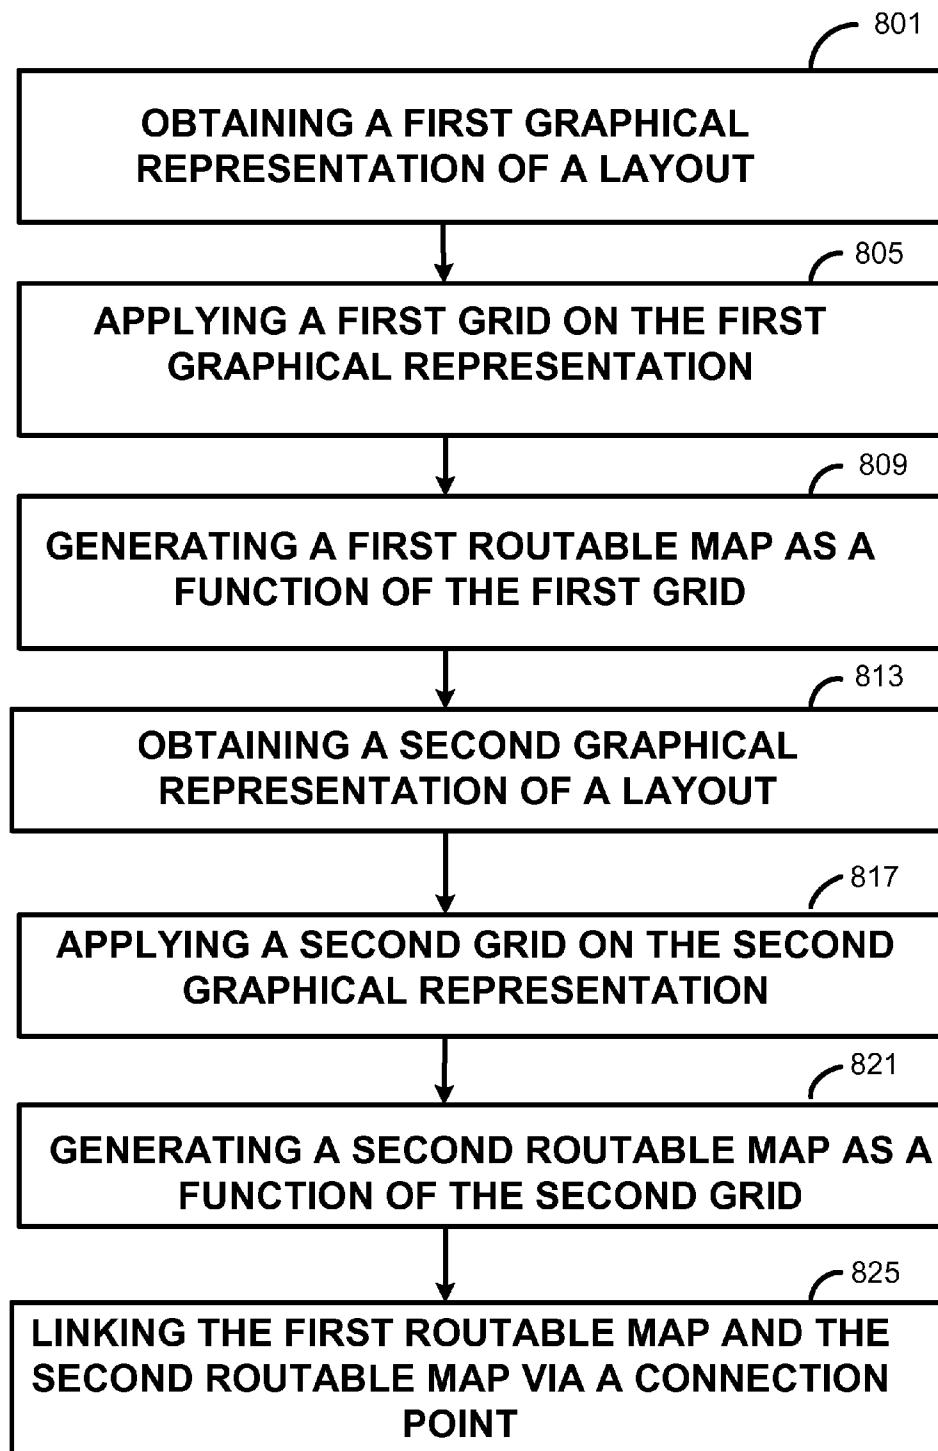 801
OBTAINING A FIRST GRAPHICAL
REPRESENTATION OF A LAYOUT
805
APPLYING A FIRST GRID ON THE FIRST
GRAPHICAL REPRESENTATION
809
GENERATING A FIRST ROUTABLE MAP AS A
FUNCTION OF THE FIRST GRID
813
OBTAINING A SECOND GRAPHICAL
REPRESENTATION OF A LAYOUT
817
APPLYING A SECOND GRID ON THE SECOND
GRAPHICAL REPRESENTATION
821
GENERATING A SECOND ROUTABLE MAP AS A
FUNCTION OF THE SECOND GRID
825
LINKING THE FIRST ROUTABLE MAP AND THE
SECOND ROUTABLE MAP VIA A CONNECTION
POINT